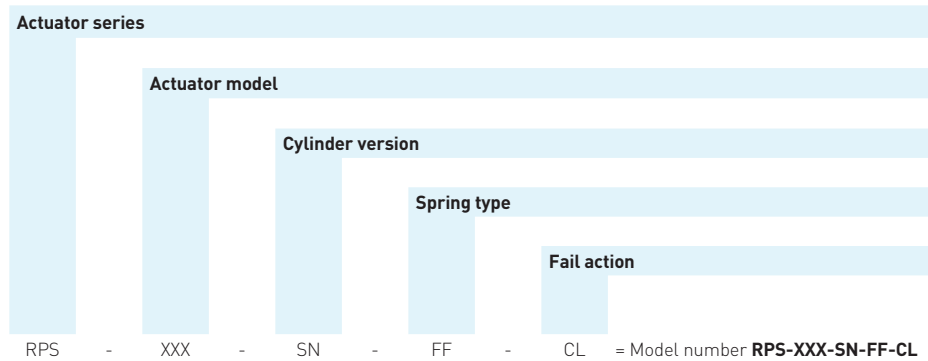 Actuator series
Actuator model
Cylinder version
Spring type
Fail action
RPS - XXX - SN - FF - CL = Model number RPS-XXX-SN-FF-CL